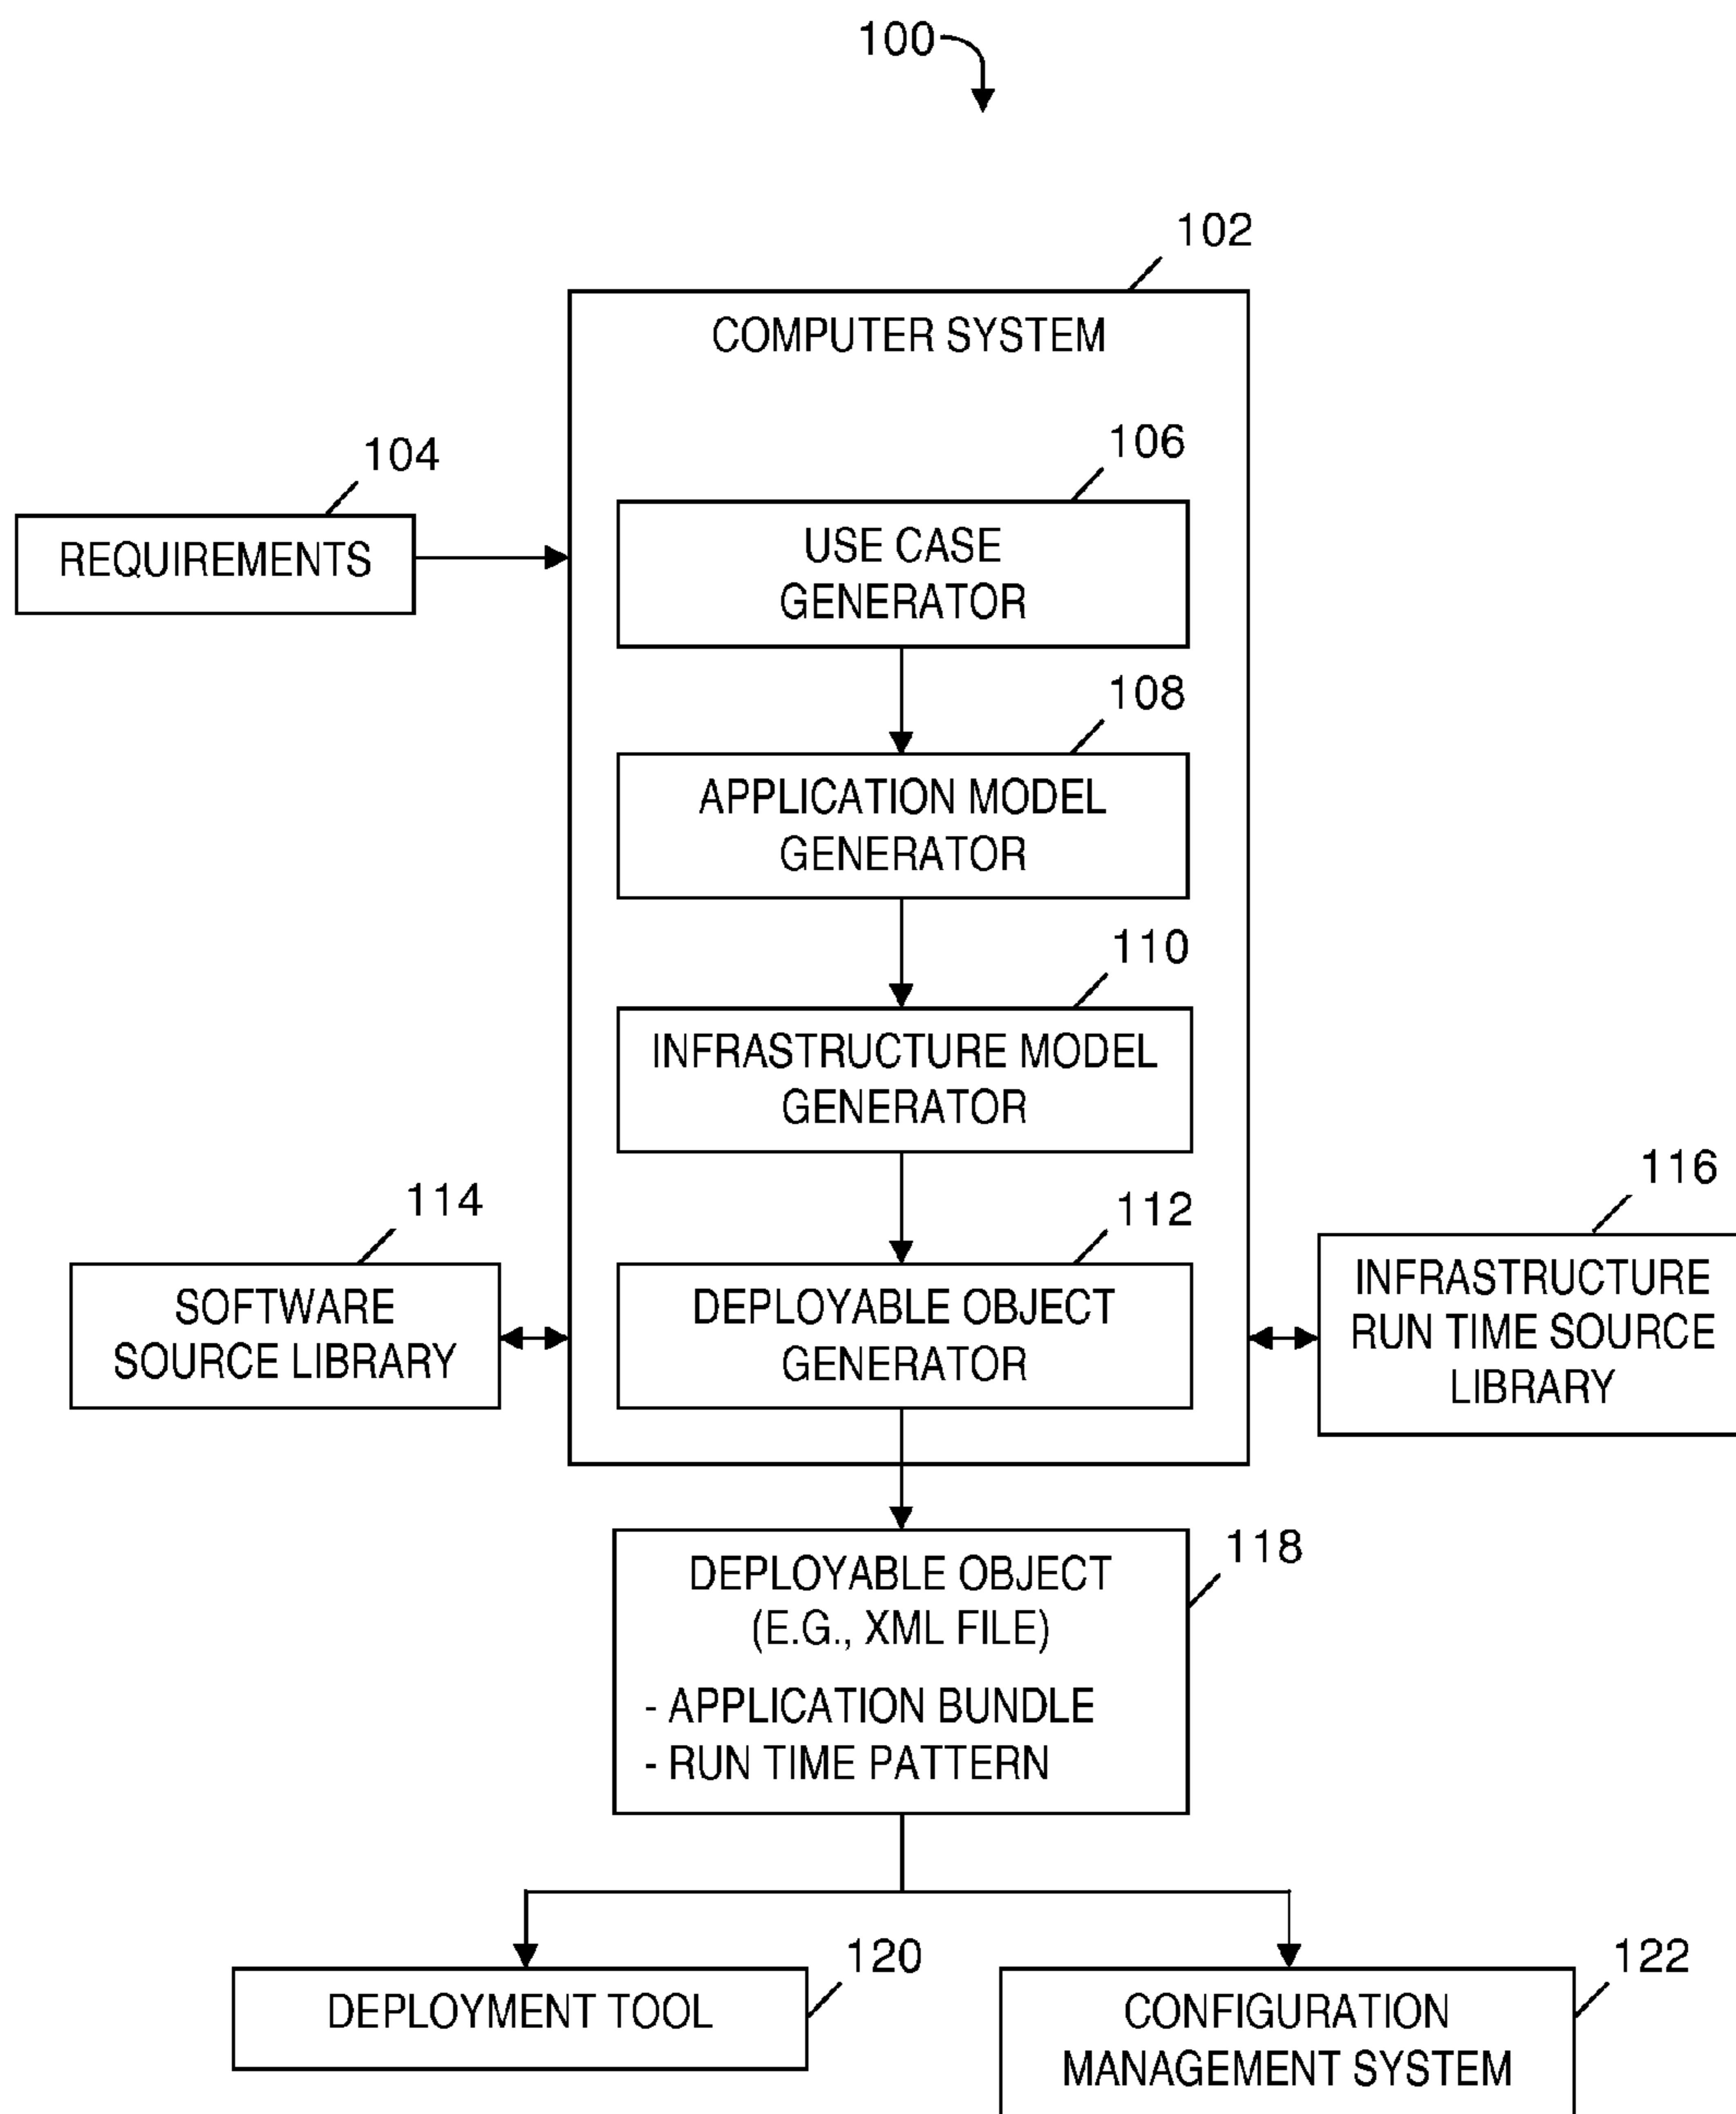 100
102
COMPUTER SYSTEM
104
REQUIREMENTS
106
USE CASE
GENERATOR
108
APPLICATION MODEL
GENERATOR
110
INFRASTRUCTURE MODEL
GENERATOR
114
SOFTWARE
SOURCE LIBRARY
112
DEPLOYABLE OBJECT
GENERATOR
116
INFRASTRUCTURE
RUN TIME SOURCE
LIBRARY
118
DEPLOYABLE OBJECT
(E.G., XML FILE)
- APPLICATION BUNDLE
- RUN TIME PATTERN
120
DEPLOYMENT TOOL
122
CONFIGURATION
MANAGEMENT SYSTEM